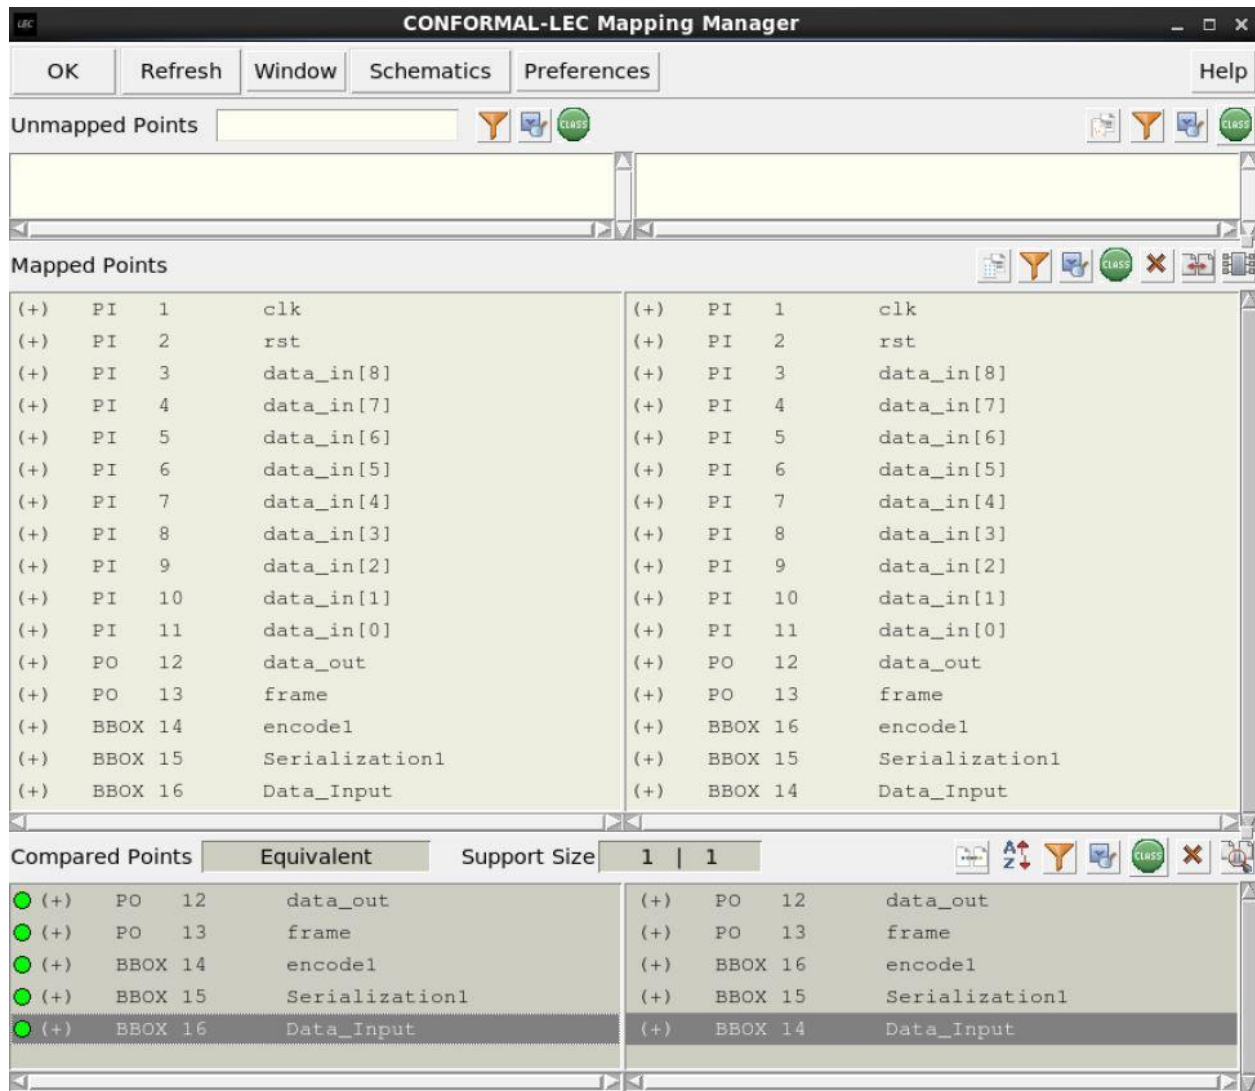 LEC CONFORMAL-LEC Mapping Manager
OK Refresh Window Schematics Preferences Help
Unmapped Points CLASS CLASS
Mapped Points CLASS
(+) PI 1 clk (+) PI 1 clk
(+) PI 2 rst (+) PI 2 rst
(+) PI 3 data_in[8] (+) PI 3 data_in[8]
(+) PI 4 data_in[7] (+) PI 4 data_in[7]
(+) PI 5 data_in[6] (+) PI 5 data_in[6]
(+) PI 6 data_in[5] (+) PI 6 data_in[5]
(+) PI 7 data_in[4] (+) PI 7 data_in[4]
(+) PI 8 data_in[3] (+) PI 8 data_in[3]
(+) PI 9 data_in[2] (+) PI 9 data_in[2]
(+) PI 10 data_in[1] (+) PI 10 data_in[1]
(+) PI 11 data_in[0] (+) PI 11 data_in[0]
(+) PO 12 data_out (+) PO 12 data_out
(+) PO 13 frame (+) PO 13 frame
(+) BBOX 14 encode1 (+) BBOX 16 encode1
(+) BBOX 15 Serialization1 (+) BBOX 15 Serialization1
(+) BBOX 16 Data_Input (+) BBOX 14 Data_Input
Compared Points Equivalent Support Size 1 | 1 A Z CLASS
(+) PO 12 data_out (+) PO 12 data_out
(+) PO 13 frame (+) PO 13 frame
(+) BBOX 14 encode1 (+) BBOX 16 encode1
(+) BBOX 15 Serialization1 (+) BBOX 15 Serialization1
(+) BBOX 16 Data_Input (+) BBOX 14 Data_Input